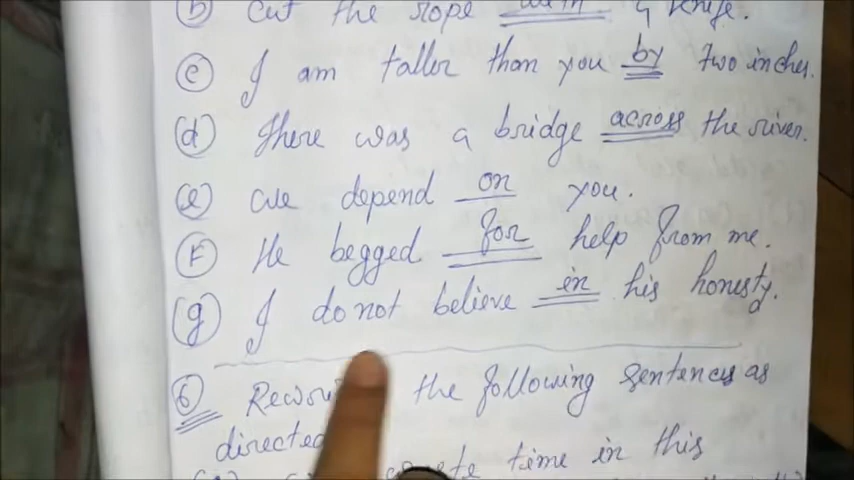 (b) Cut the rope with a knife.
(c) I am taller than you by two inches.
(d) There was a bridge across the river.
(e) We depend on you.
(F) He begged for help from me.
(g) I do not believe in his honesty.
(6) the following sentences as
directed
time in this